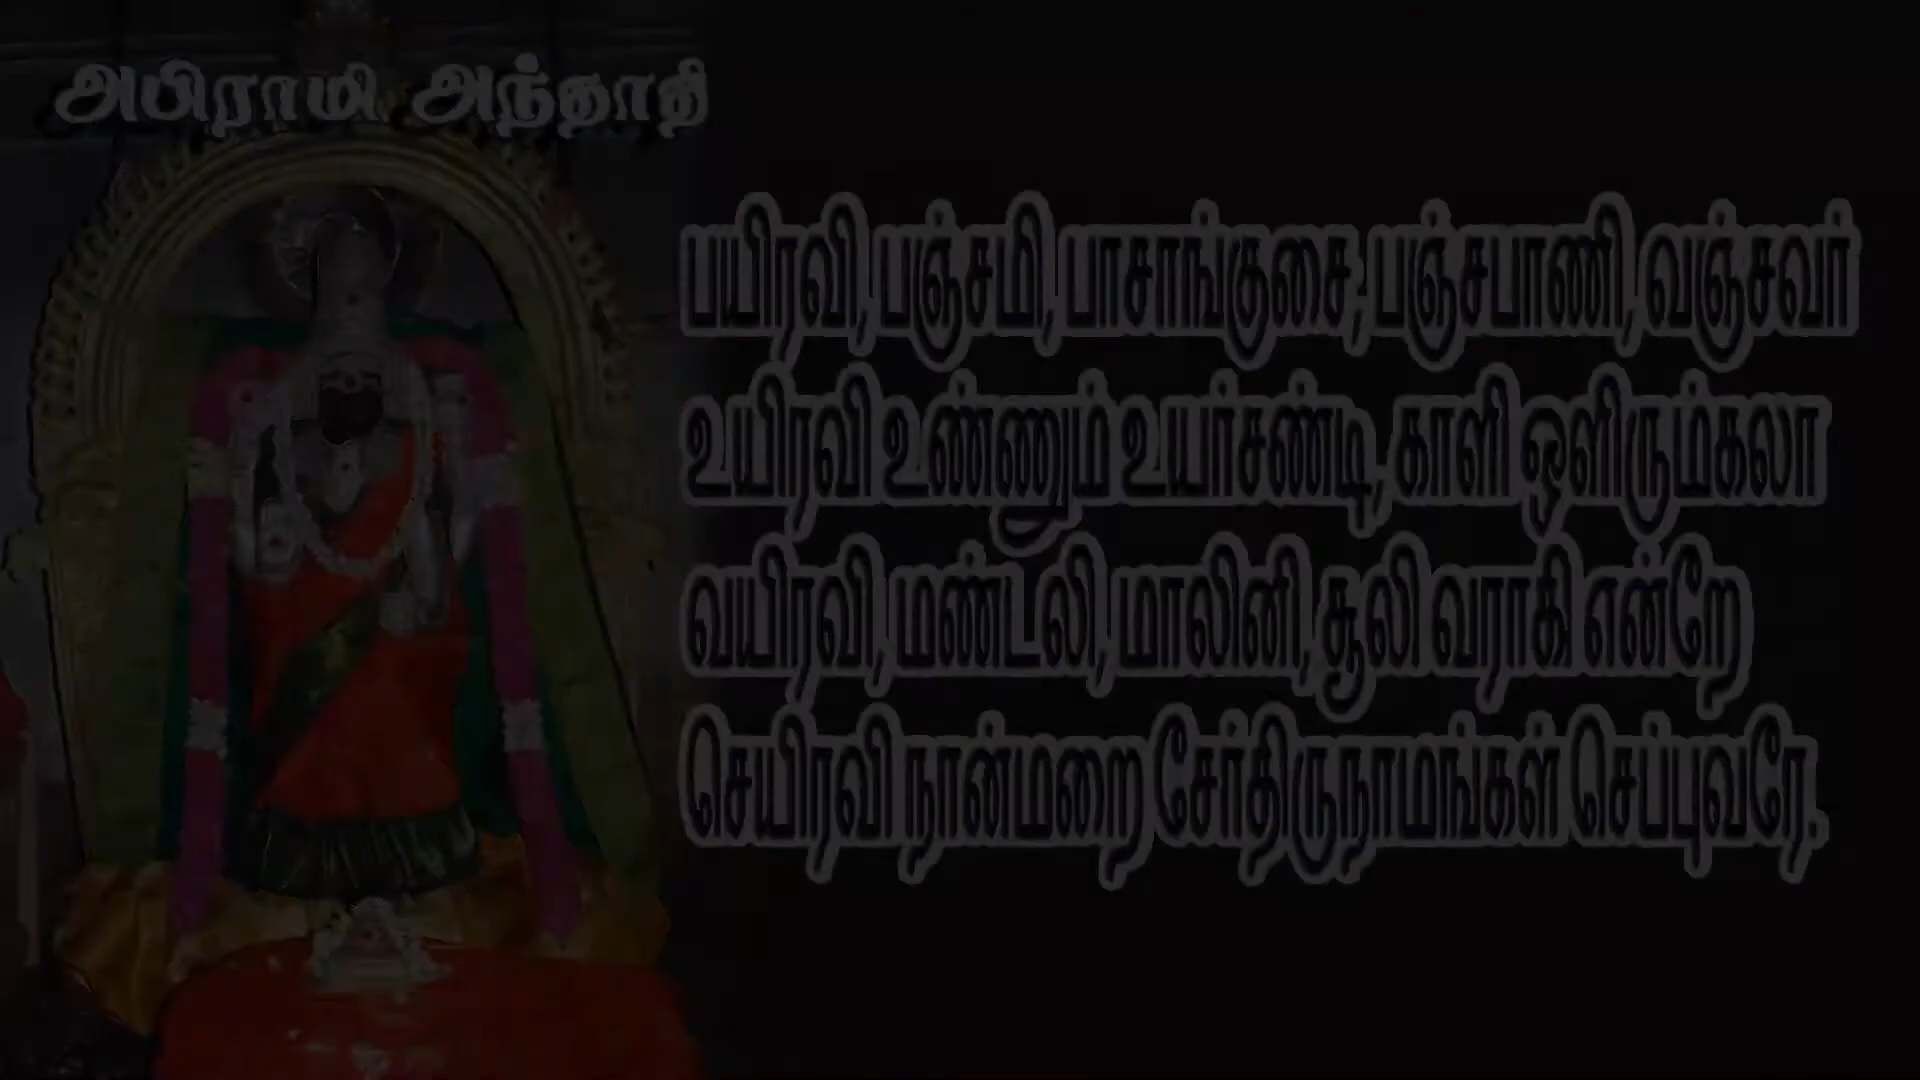 அபிராமி அந்தாதி
பயிரவி, பஞ்சமி, பாசாங்குசை, பஞ்சபாணி, வஞ்சவர்
உயிரவி உண்ணும் உயர்சண்டி, காளி ஒளிரும்கலா
வயிரவி, மண்டலி, மாலினி, சூலி வராகி என்றே
செயிரவி நான்மறை சேர்திருநாமங்கள் செப்புவரே.